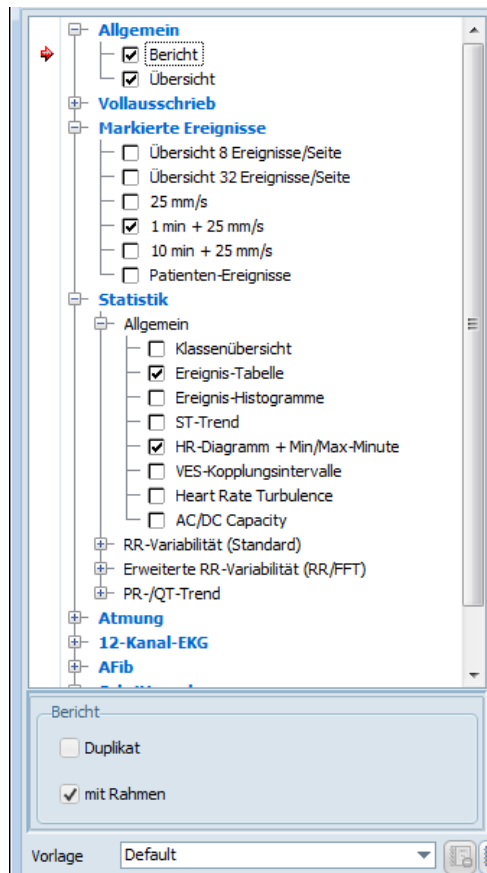 Allgemein
Bericht
Übersicht
Vollausschrieb
Markierte Ereignisse
Übersicht 8 Ereignisse/Seite
Übersicht 32 Ereignisse/Seite
25 mm/s
1 min + 25 mm/s
10 min + 25 mm/s
Patienten-Ereignisse
Statistik
Allgemein
Klassenübersicht
Ereignis-Tabelle
Ereignis-Histogramme
ST-Trend
HR-Diagramm + Min/Max-Minute
VES-Kopplungsintervalle
Heart Rate Turbulence
AC/DC Capacity
RR-Variabilität (Standard)
Erweiterte RR-Variabilität (RR/FFT)
PR-/QT-Trend
Atmung
12-Kanal-EKG
AFib
Bericht
Duplikat
mit Rahmen
Vorlage Default